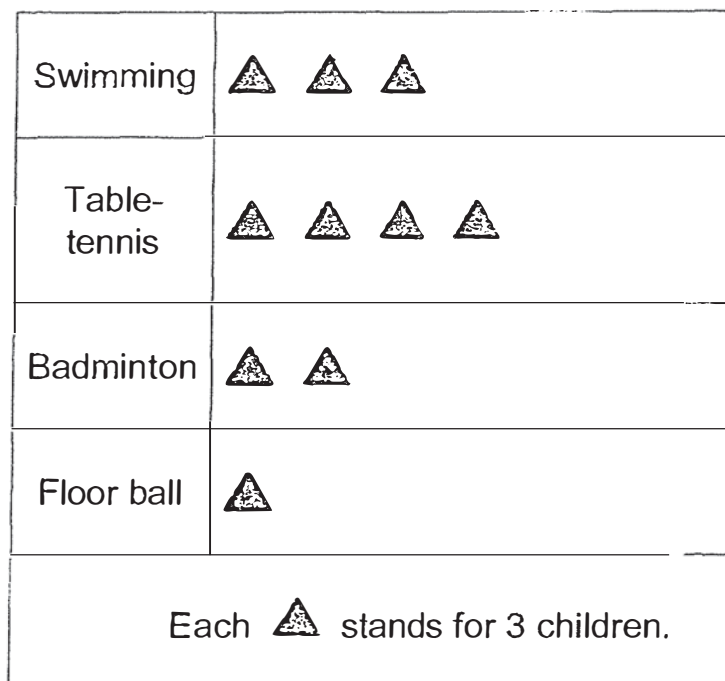 Swimming
Table-
tennis
Badminton
Floor ball
Each stands for 3 children.